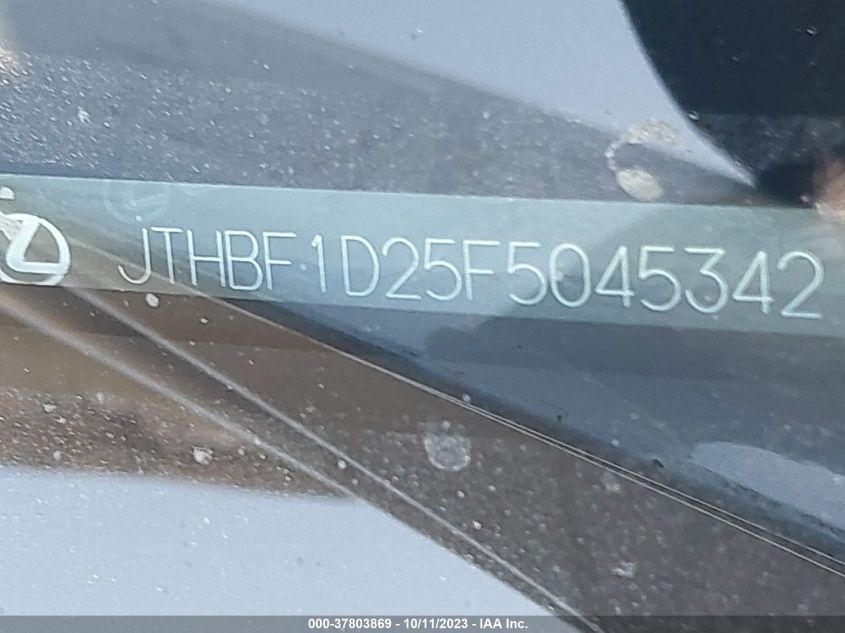 JTHBF1D25F5045342
000-37803869 - 10/11/2023 - IAA Inc.